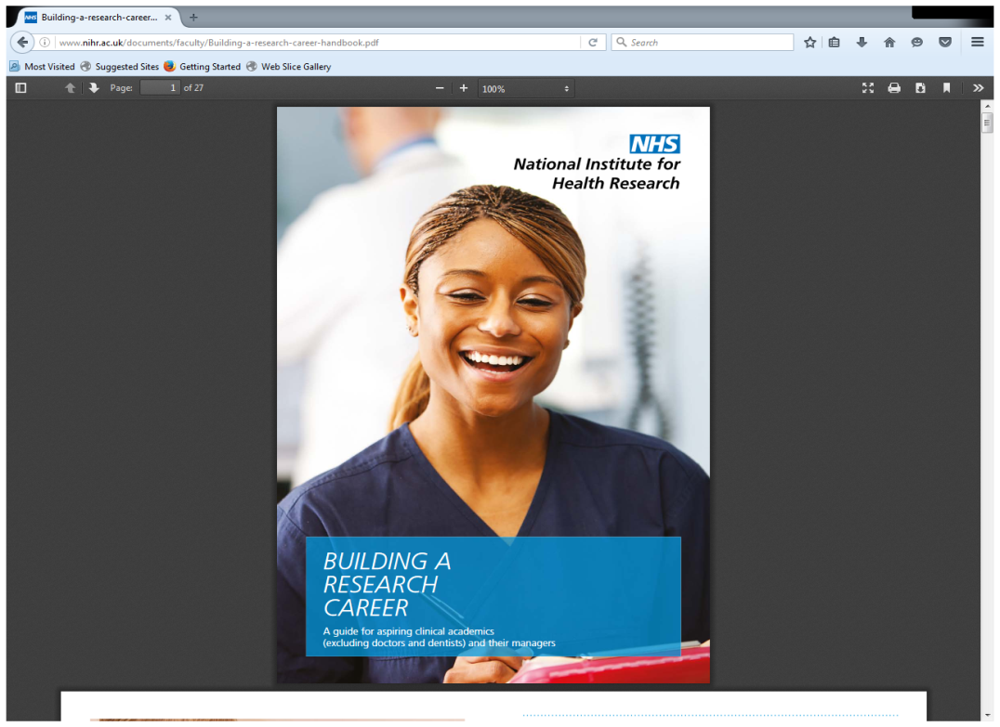 Building-a-research-career...
www.nihr.ac.uk/documents/faculty/Building-a-research-career-handbook.pdf
Search
Most Visited Suggested Sites Getting Started Web Slice Gallery
Page: 1 of 27
100%
NHS
National Institute for
Health Research
BUILDING A
RESEARCH
CAREER
A guide for aspiring clinical academics
(excluding doctors and dentists) and their managers